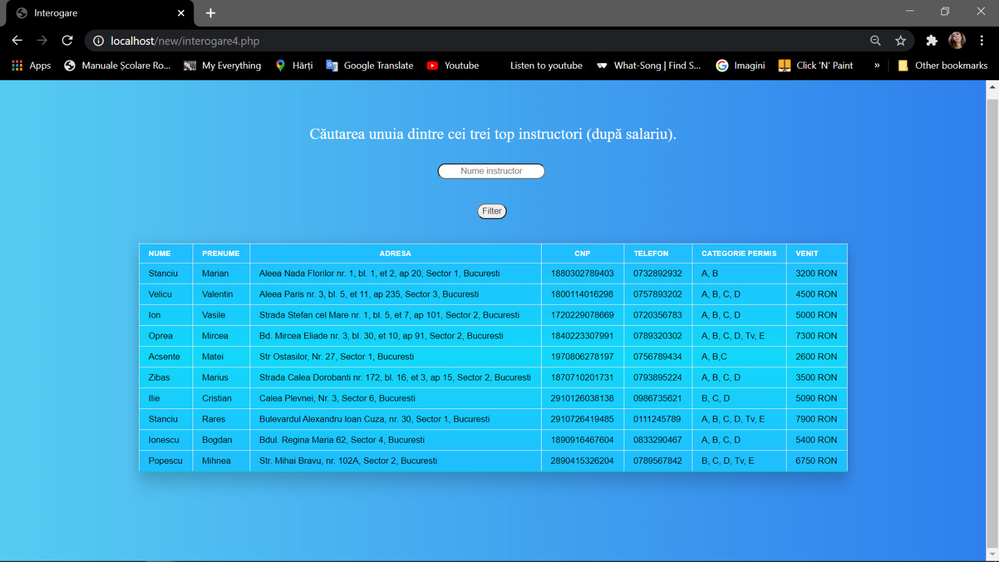 Interogare
localhost/new/interogare4.php
Apps Manuale Școlare Ro... My Everything Hărți Google Translate Youtube Listen to youtube What-Song | Find S... Imagini Click ‘N’ Paint » Other bookmarks
Căutarea unuia dintre cei trei top instructori (după salariu).
Nume instructor
Filter
NUME PRENUME ADRESA CNP TELEFON CATEGORIE PERMIS VENIT
Stanciu Marian Aleea Nada Florilor nr. 1, bl. 1, et 2, ap 20, Sector 1, Bucuresti 1880302789403 0732892932 A, B 3200 RON
Velicu Valentin Aleea Paris nr. 3, bl. 5, et 11, ap 235, Sector 3, Bucuresti 1800114016298 0757893202 A, B, C, D 4500 RON
Ion Vasile Strada Stefan cel Mare nr. 1, bl. 5, et 7, ap 101, Sector 2, Bucuresti 1720229078669 0720356783 A, B, C, D 5000 RON
Oprea Mircea Bd. Mircea Eliade nr. 3, bl. 30, et 10, ap 91, Sector 2, Bucuresti 1840223307991 0789320302 A, B, C, D, Tv, E 7300 RON
Acsente Matei Str Ostasilor, Nr. 27, Sector 1, Bucuresti 1970806278197 0756789434 A, B,C 2600 RON
Zibas Marius Strada Calea Dorobanti nr. 172, bl. 16, et 3, ap 15, Sector 2, Bucuresti 1870710201731 0793895224 A, B, C, D 3500 RON
Ilie Cristian Calea Plevnei, Nr. 3, Sector 6, Bucuresti 2910126038138 0986735621 B, C, D 5090 RON
Stanciu Rares Bulevardul Alexandru Ioan Cuza, nr. 30, Sector 1, Bucuresti 2910726419485 0111245789 A, B, C, D, Tv, E 7900 RON
Ionescu Bogdan Bdul. Regina Maria 62, Sector 4, Bucuresti 1890916467604 0833290467 A, B, C, D 5400 RON
Popescu Mihnea Str. Mihai Bravu, nr. 102A, Sector 2, Bucuresti 2890415326204 0789567842 B, C, D, Tv, E 6750 RON